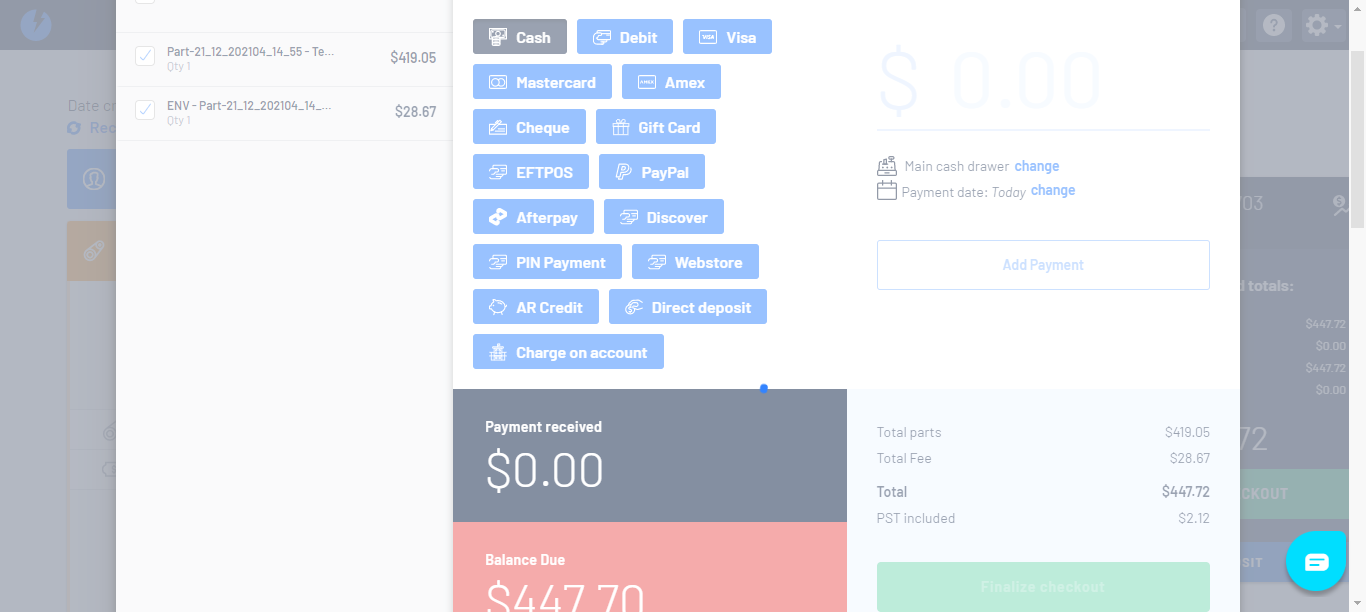 Date
Rec
Part-21_12_202104_14_55 - Te...
$419.05
Qty 1
ENV - Part-21_12_202104_14_...
$28.67
Qty 1
Cash
Debit
Visa
Mastercard
Amex
Cheque
Gift Card
EFTPOS
PayPal
Afterpay
Discover
PIN Payment
Webstore
AR Credit
Direct deposit
Charge on account
$ 0.00
Main cash drawer change
Payment date: Today change
Add Payment
Payment received
$0.00
Balance Due
$447.70
Total parts $419.05
Total Fee $28.67
Total $447.72
PST included $2.12
Finalize checkout
03
totals:
$447.72
$0.00
$447.72
$0.00
72
CKOUT
SIT